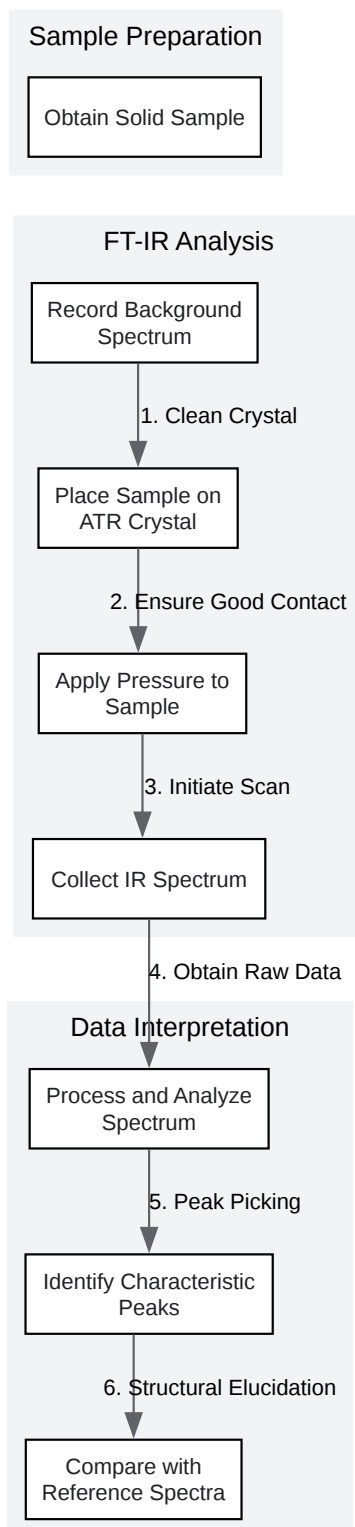 Sample Preparation
Obtain Solid Sample
FT-IR Analysis
Record Background
Spectrum
1. Clean Crystal
Place Sample on
ATR Crystal
2. Ensure Good Contact
Apply Pressure to
Sample
3. Initiate Scan
Collect IR Spectrum
4. Obtain Raw Data
Data Interpretation
Process and Analyze
Spectrum
5. Peak Picking
Identify Characteristic
Peaks
6. Structural Elucidation
Compare with
Reference Spectra